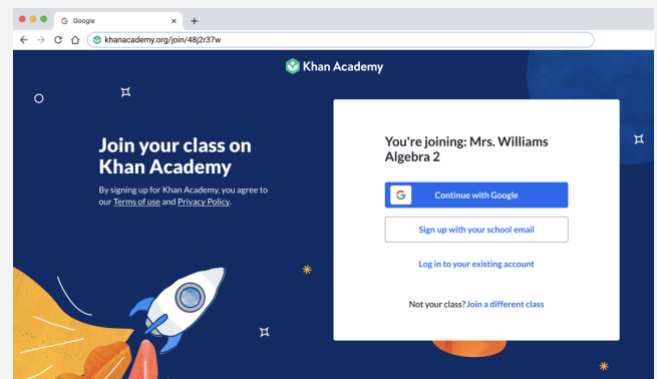 Google
khanacademy.org/join/48j2r37w
Khan Academy
Join your class on
Khan Academy
By signing up for Khan Academy, you agree to
our Terms of use and Privacy Policy.
You're joining: Mrs. Williams
Algebra 2
Continue with Google
Sign up with your school email
Log in to your existing account
Not your class? Join a different class